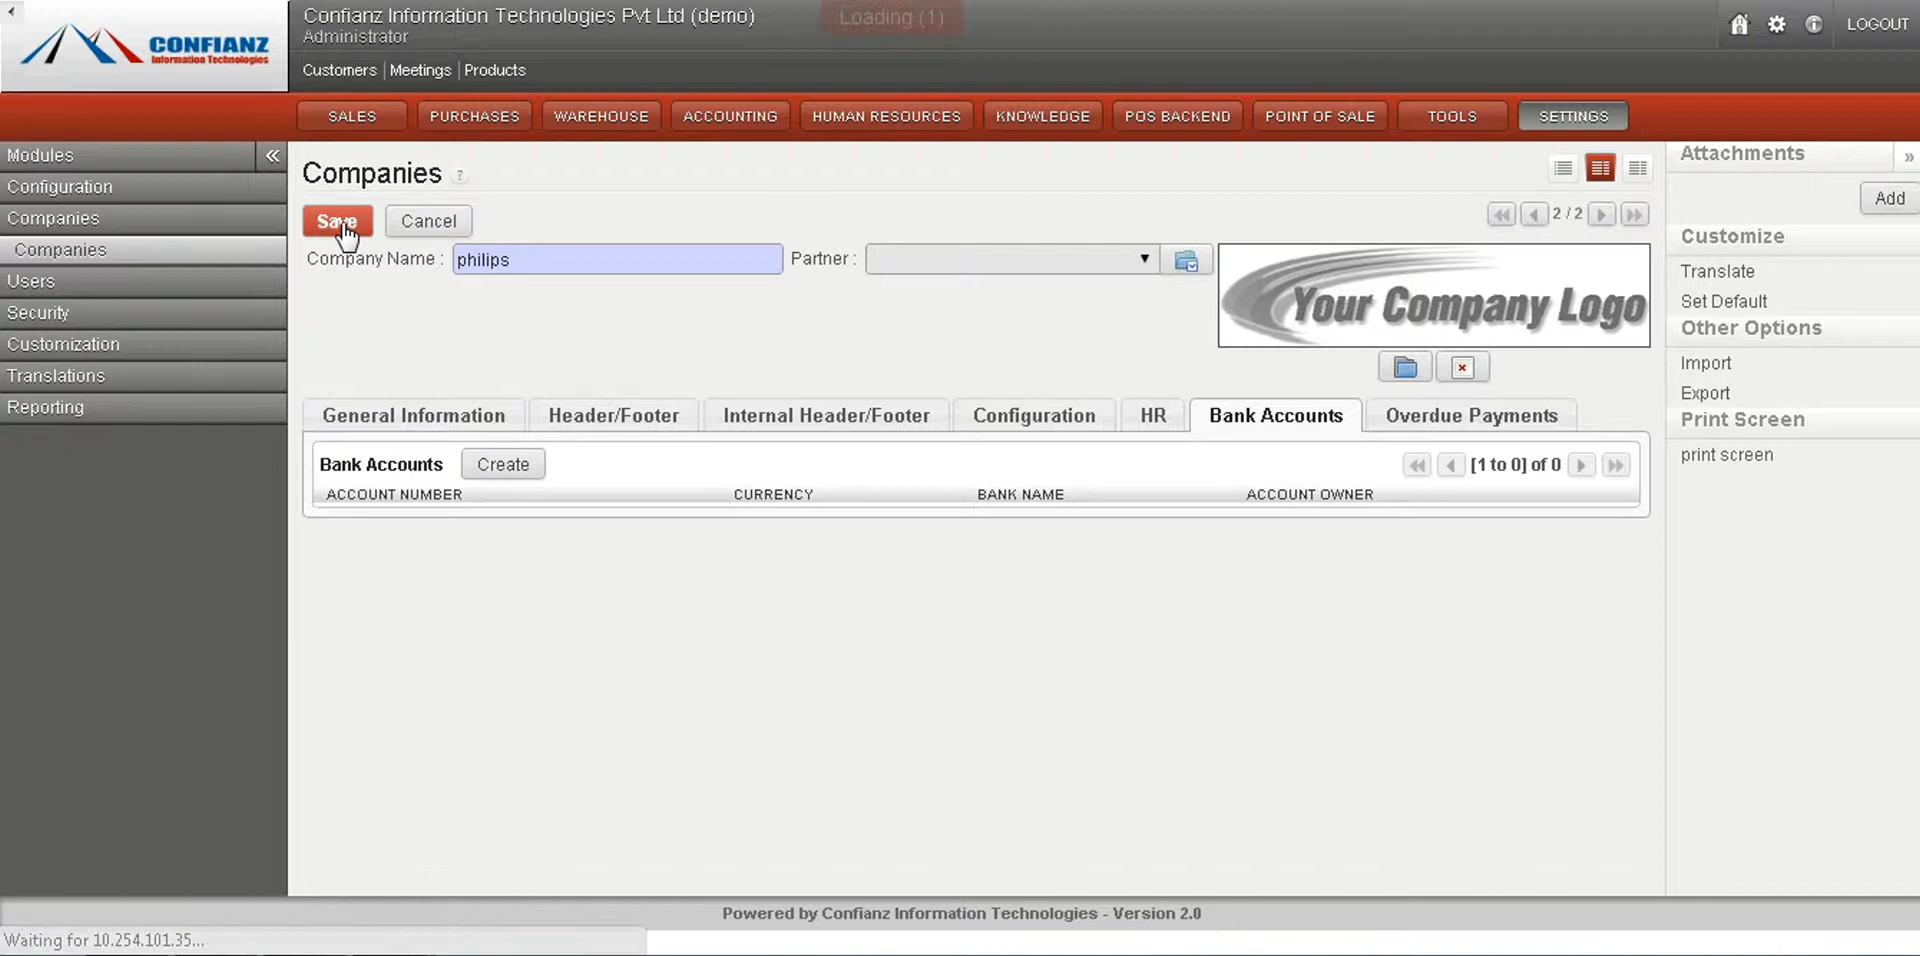 CONFIANZ
Information Technologies
Confianz Information Technologies Pvt Ltd (demo)
Administrator
Loading (1)
LOGOUT
Customers | Meetings | Products
SALES PURCHASES WAREHOUSE ACCOUNTING HUMAN RESOURCES KNOWLEDGE POS BACKEND POINT OF SALE TOOLS SETTINGS
Modules
Configuration
Companies
Companies
Users
Security
Customization
Translations
Reporting
Companies ?
Save Cancel
2 / 2
Company Name : philips Partner :
Your Company Logo
General Information Header/Footer Internal Header/Footer Configuration HR Bank Accounts Overdue Payments
Bank Accounts Create [1 to 0] of 0
ACCOUNT NUMBER CURRENCY BANK NAME ACCOUNT OWNER
Attachments
Add
Customize
Translate
Set Default
Other Options
Import
Export
Print Screen
print screen
Powered by Confianz Information Technologies - Version 2.0
Waiting for 10.254.101.35...